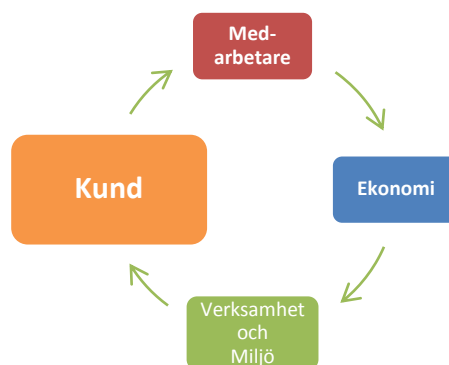 Med-
arbetare
Kund
Ekonomi
Verksamhet
och
Miljö